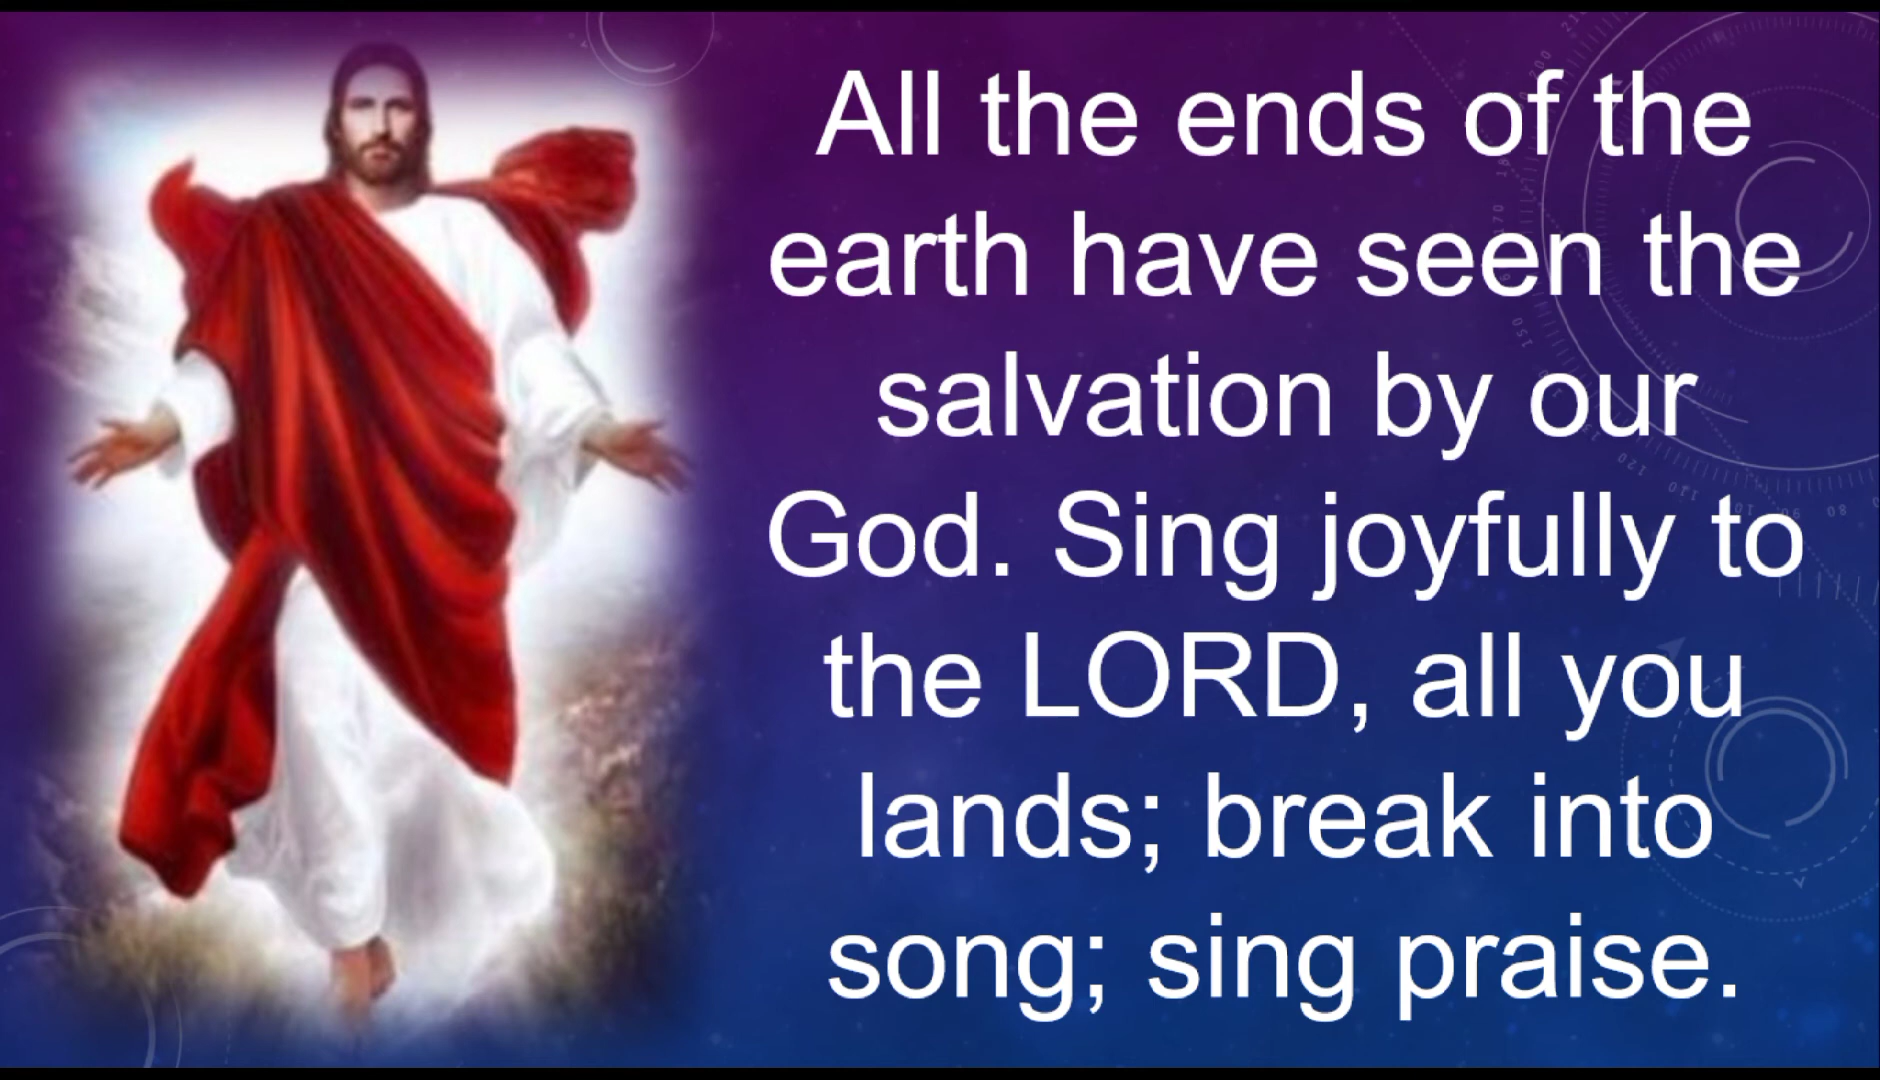 All the ends of the
earth have seen the
salvation by our
God. Sing joyfully to
the LORD, all you
lands; break into
song; sing praise.